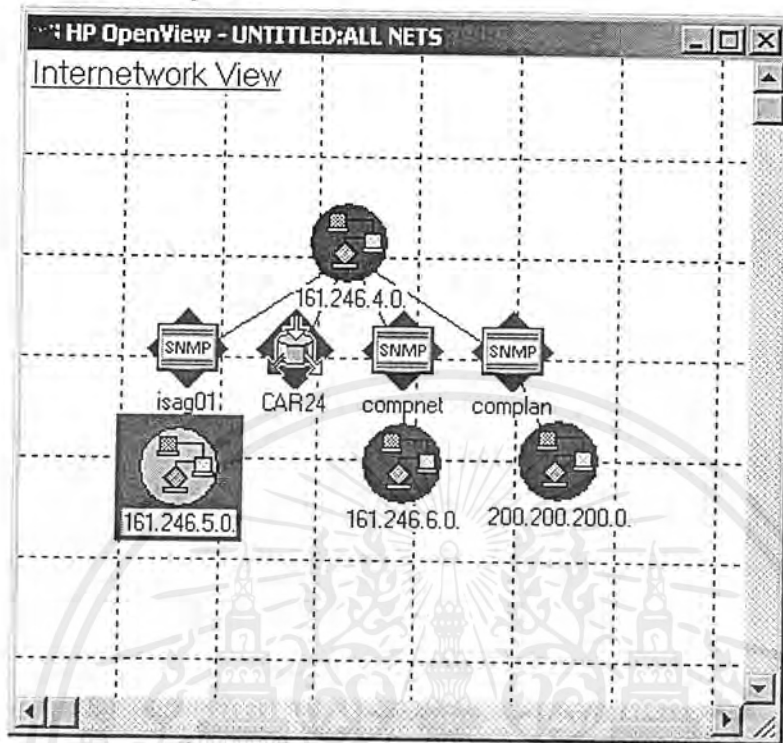 HP OpenView - UNTITLED:ALL NETS
Internetwork View
161.246.4.0.
SNMP
SNMP
SNMP
isag01
CAR24
compnet
complan
161.246.5.0.
161.246.6.0.
200.200.200.0.